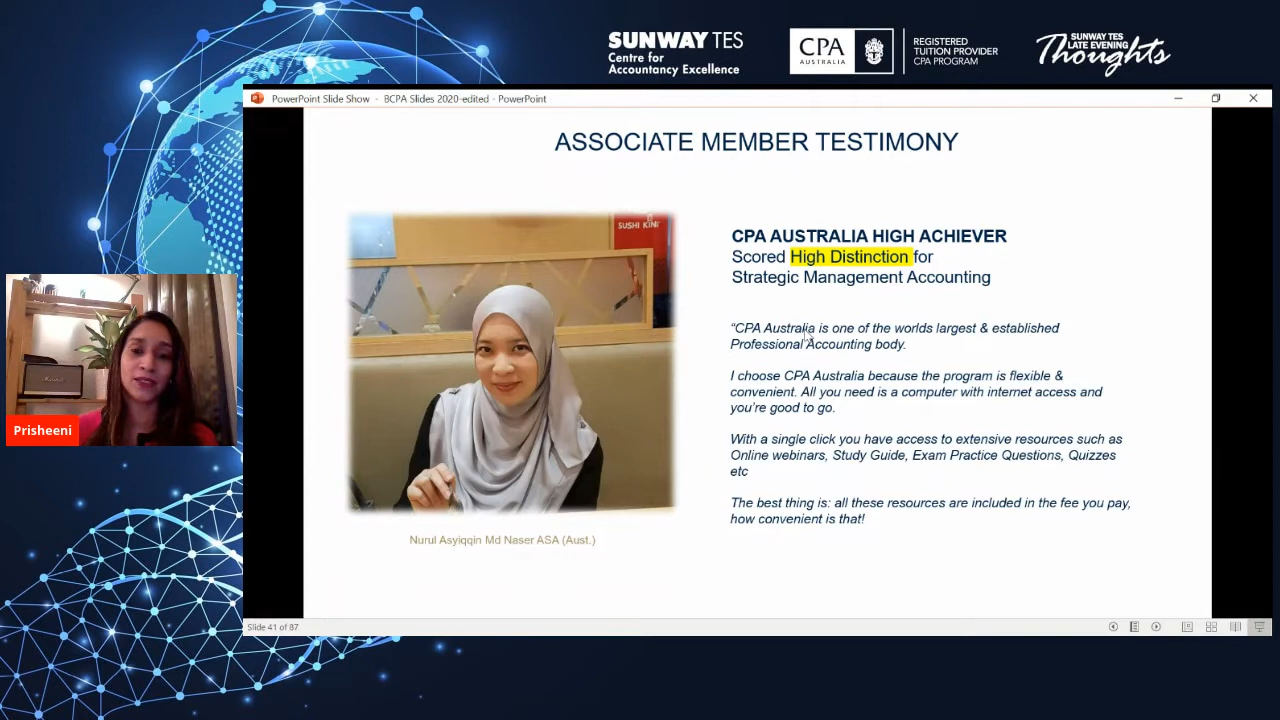 SUNWAY TES
Centre for
Accountancy Excellence
CPA
AUSTRALIA
REGISTERED
TUITION PROVIDER
CPA PROGRAM
SUNWAY TES
LATE EVENING
Thoughts
PowerPoint Slide Show - BCPA Slides 2020-edited - PowerPoint
ASSOCIATE MEMBER TESTIMONY
SUSHI KINI
CPA AUSTRALIA HIGH ACHIEVER
Scored High Distinction for
Strategic Management Accounting
“CPA Australia is one of the worlds largest & established
Professional Accounting body.
I choose CPA Australia because the program is flexible &
convenient. All you need is a computer with internet access and
you’re good to go.
With a single click you have access to extensive resources such as
Online webinars, Study Guide, Exam Practice Questions, Quizzes
etc
The best thing is: all these resources are included in the fee you pay,
how convenient is that!
Nurul Asyiqqin Md Naser ASA (Aust.)
Prisheeni
Slide 41 of 87